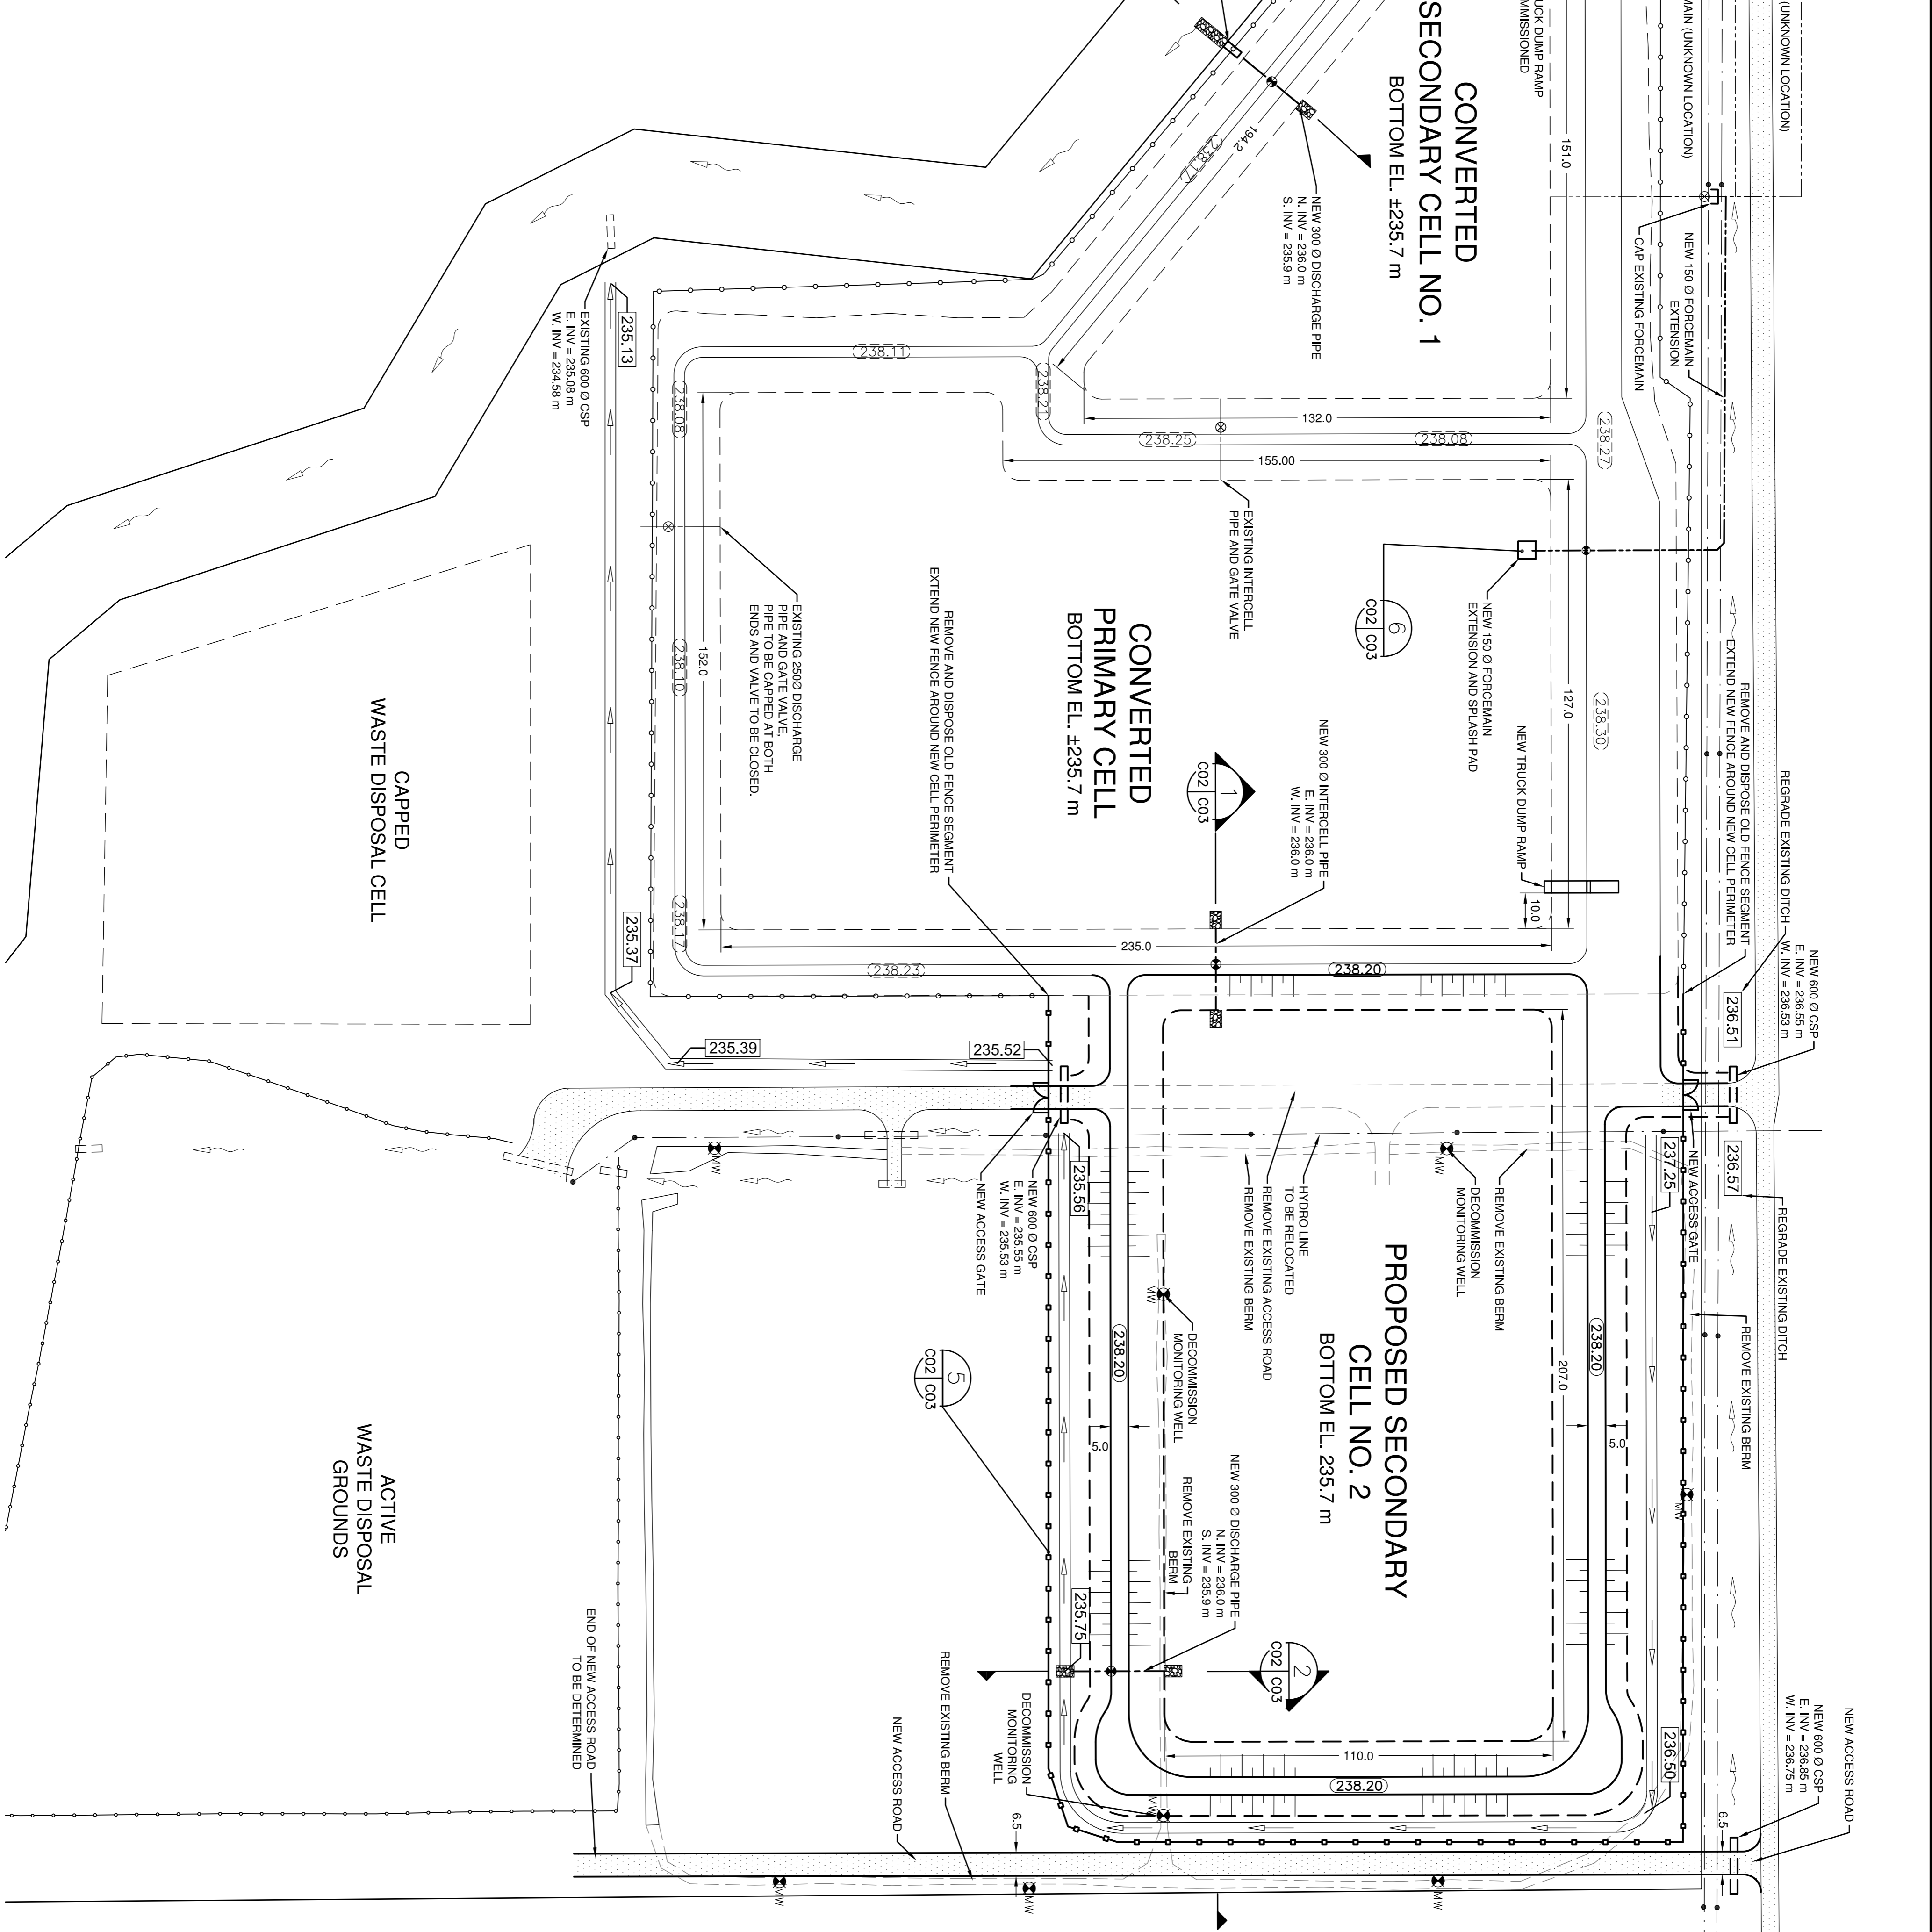 (UNKNOWN LOCATION)
MAIN (UNKNOWN LOCATION)
CAP EXISTING FORCEMAIN
NEW 150 Ø FORCEMAIN
EXTENSION
UCK DUMP RAMP
MMISSIONED
CONVERTED
SECONDARY CELL NO. 1
BOTTOM EL. ±235.7 m
151.0
194.2
238.17
NEW 300 Ø DISCHARGE PIPE
N. INV = 236.0 m
S. INV = 235.9 m
132.0
155.00
238.27
238.08
238.25
238.21
238.11
238.08
238.10
238.17
238.23
238.30
EXISTING 600 Ø CSP
E. INV = 235.08 m
W. INV = 234.58 m
235.13
EXISTING INTERCELL
PIPE AND GATE VALVE
6
C02 C03
NEW 150 Ø FORCEMAIN
EXTENSION AND SPLASH PAD
127.0
NEW TRUCK DUMP RAMP
10.0
CONVERTED
PRIMARY CELL
BOTTOM EL. ±235.7 m
152.0
235.0
EXISTING 250Ø DISCHARGE
PIPE AND GATE VALVE.
PIPE TO BE CAPPED AT BOTH
ENDS AND VALVE TO BE CLOSED.
REMOVE AND DISPOSE OLD FENCE SEGMENT
EXTEND NEW FENCE AROUND NEW CELL PERIMETER
1
C02 C03
NEW 300 Ø INTERCELL PIPE
E. INV = 236.0 m
W. INV = 236.0 m
REMOVE AND DISPOSE OLD FENCE SEGMENT
EXTEND NEW FENCE AROUND NEW CELL PERIMETER
REGRADE EXISTING DITCH
NEW 600 Ø CSP
E. INV = 236.55 m
W. INV = 236.53 m
236.51
236.57
237.25
NEW ACCESS GATE
REGRADE EXISTING DITCH
REMOVE EXISTING BERM
CAPPED
WASTE DISPOSAL CELL
235.37
235.39
235.52
235.56
NEW 600 Ø CSP
E. INV = 235.55 m
W. INV = 235.53 m
NEW ACCESS GATE
MW
MW
REMOVE EXISTING BERM
DECOMMISSION
MONITORING WELL
HYDRO LINE
TO BE RELOCATED
REMOVE EXISTING ACCESS ROAD
REMOVE EXISTING BERM
PROPOSED SECONDARY
CELL NO. 2
BOTTOM EL. 235.7 m
238.20
238.20
238.20
238.20
207.0
110.0
5.0
5.0
MW
DECOMMISSION
MONITORING WELL
MW
5
C02 C03
NEW 300 Ø DISCHARGE PIPE
N. INV = 236.0 m
S. INV = 235.9 m
REMOVE EXISTING
BERM
2
C02 C03
235.75
236.50
DECOMMISSION
MONITORING
WELL
MW
REMOVE EXISTING BERM
NEW ACCESS ROAD
ACTIVE
WASTE DISPOSAL
GROUNDS
END OF NEW ACCESS ROAD
TO BE DETERMINED
6.5
6.5
NEW ACCESS ROAD
NEW 600 Ø CSP
E. INV = 236.85 m
W. INV = 236.75 m
MW
MW
MW